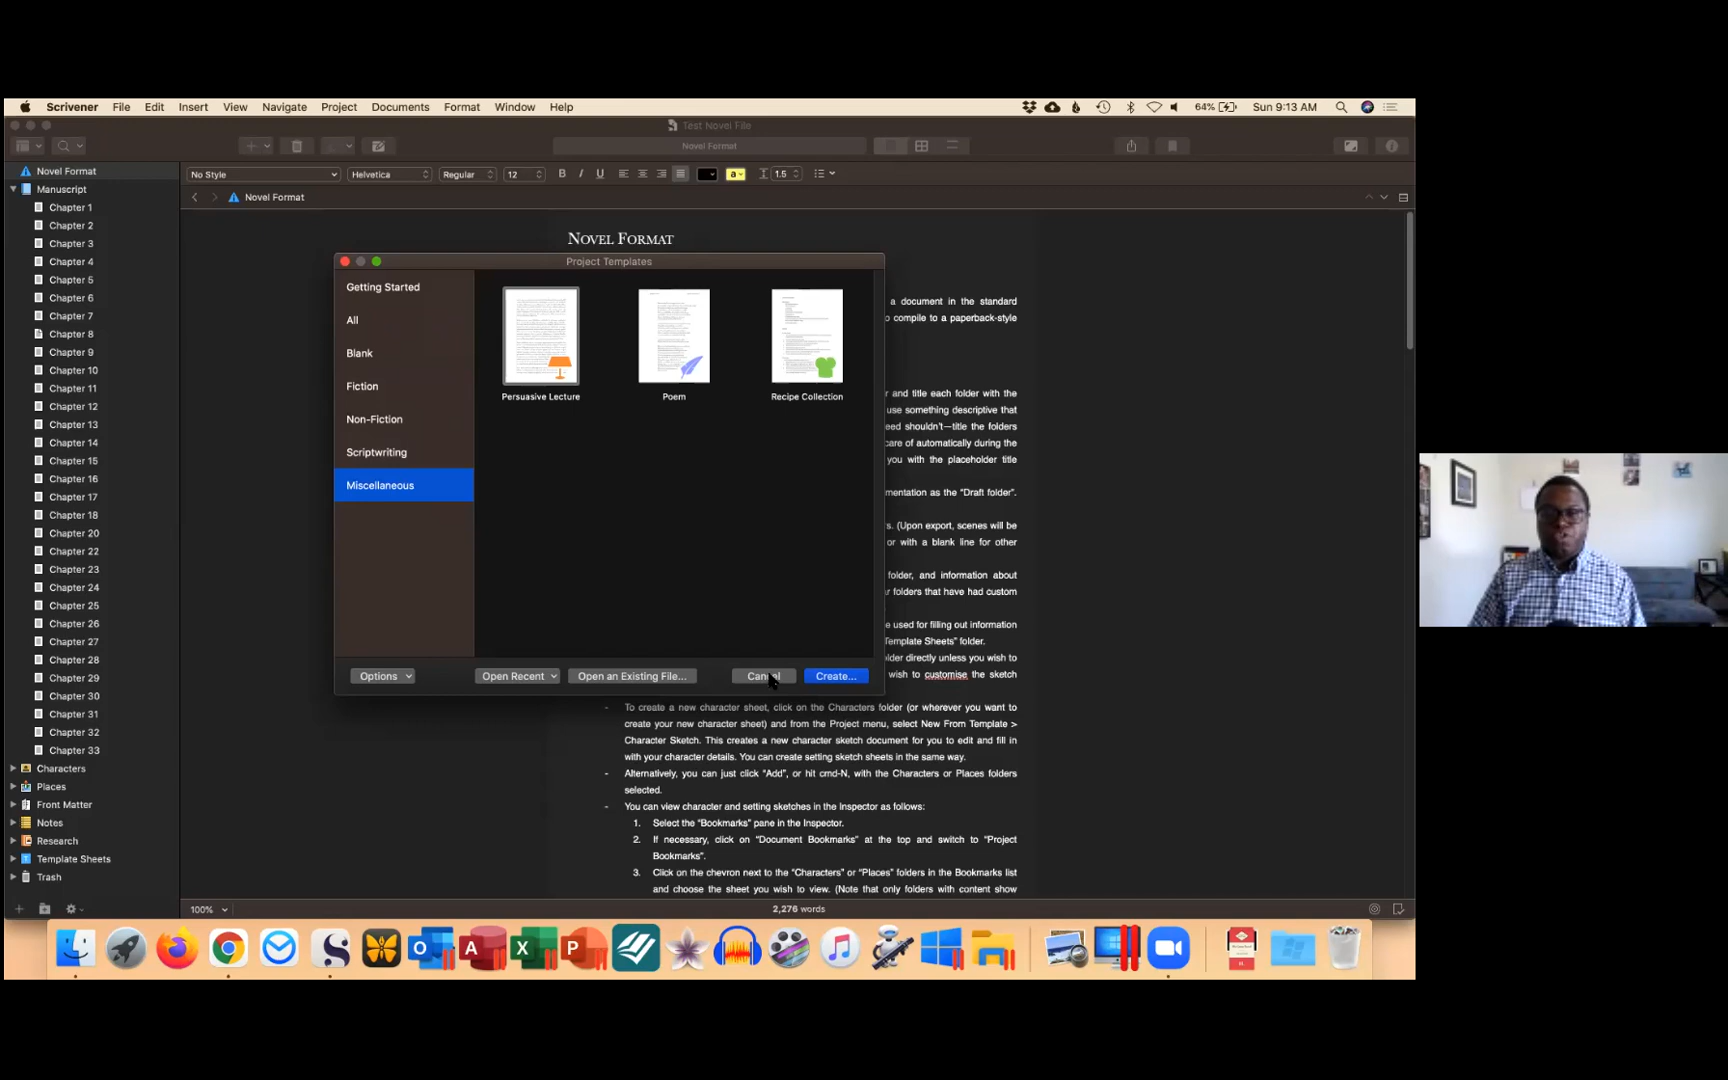 Scrivener File Edit Insert View Navigate Project Documents Format Window Help 64% Sun 9:13 AM
Test Novel File
Novel Format
No Style Helvetica Regular 12 B I U a 1.5
Novel Format
Novel Format
Manuscript
Chapter 1
Chapter 2
Chapter 3
Chapter 4
Chapter 5
Chapter 6
Chapter 7
Chapter 8
Chapter 9
Chapter 10
Chapter 11
Chapter 12
Chapter 13
Chapter 14
Chapter 15
Chapter 16
Chapter 17
Chapter 18
Chapter 20
Chapter 22
Chapter 23
Chapter 24
Chapter 25
Chapter 26
Chapter 27
Chapter 28
Chapter 29
Chapter 30
Chapter 31
Chapter 32
Chapter 33
Characters
Places
Front Matter
Notes
Research
Template Sheets
Trash
NOVEL FORMAT
Project Templates
Getting Started
All
Blank
Fiction
Non-Fiction
Scriptwriting
Miscellaneous
Persuasive Lecture
Poem
Recipe Collection
Options
Open Recent
Open an Existing File...
Cancel
Create...
a document in the standard
o compile to a paperback-style
r and title each folder with the
use something descriptive that
eed shouldn't—title the folders
care of automatically during the
you with the placeholder title
mentation as the "Draft folder".
s. (Upon export, scenes will be
or with a blank line for other
folder, and information about
ar folders that have had custom
e used for filling out information
Template Sheets" folder.
older directly unless you wish to
wish to customise the sketch
- To create a new character sheet, click on the Characters folder (or wherever you want to
create your new character sheet) and from the Project menu, select New From Template >
Character Sketch. This creates a new character sketch document for you to edit and fill in
with your character details. You can create setting sketch sheets in the same way.
- Alternatively, you can just click "Add", or hit cmd-N, with the Characters or Places folders
selected.
- You can view character and setting sketches in the Inspector as follows:
1. Select the "Bookmarks" pane in the Inspector.
2. If necessary, click on "Document Bookmarks" at the top and switch to "Project
Bookmarks".
3. Click on the chevron next to the "Characters" or "Places" folders in the Bookmarks list
and choose the sheet you wish to view. (Note that only folders with content show
100%
2,276 words